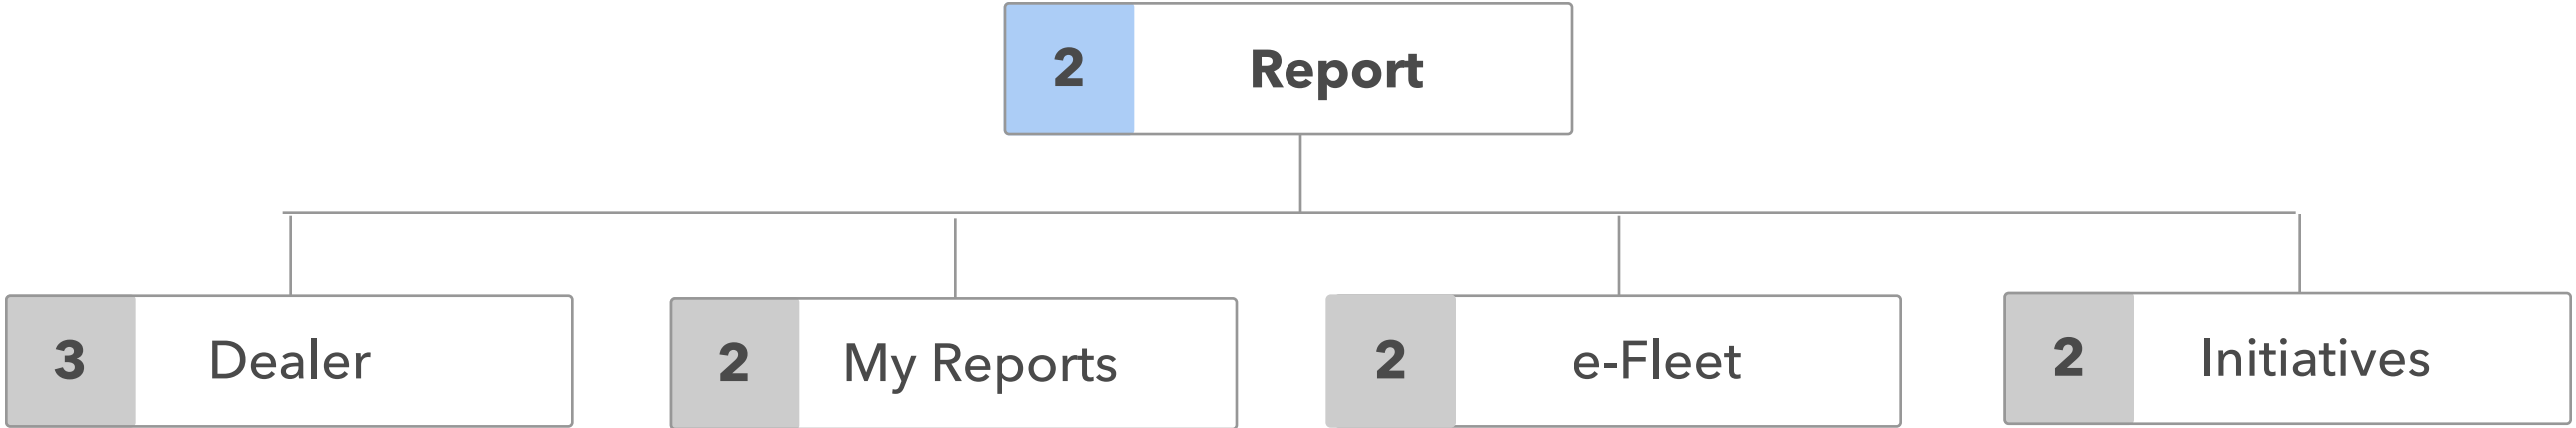 2 Report
3 Dealer
2 My Reports
2 e-Fleet
2 Initiatives